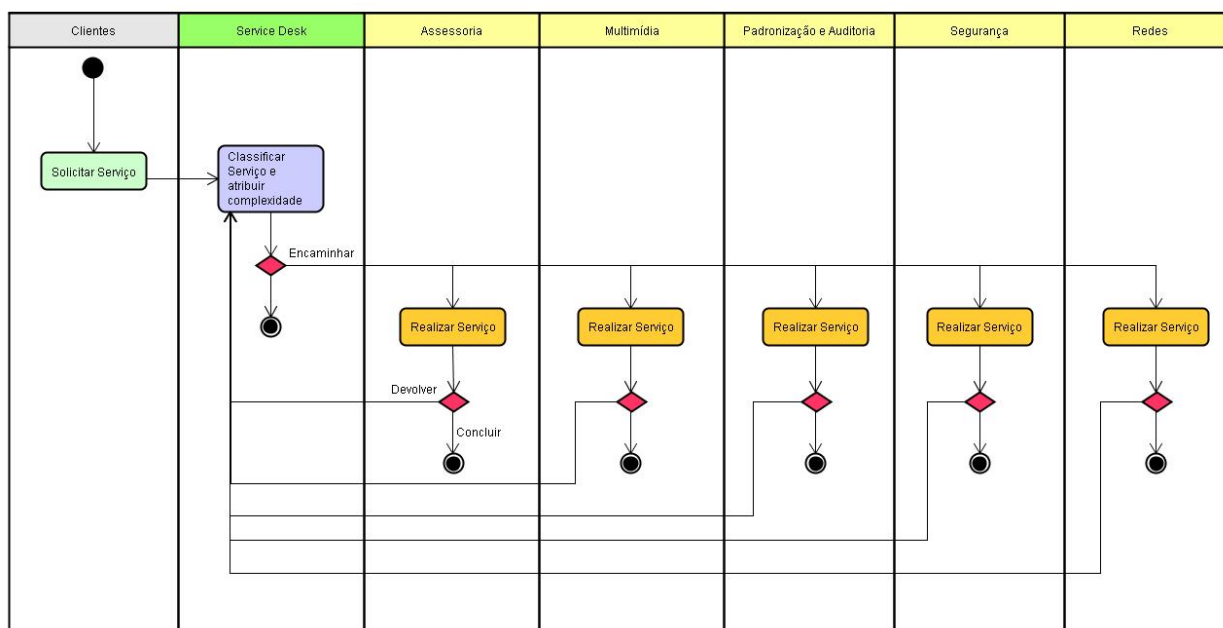 Clientes
Service Desk
Assessoria
Multimídia
Padronização e Auditoria
Segurança
Redes
Solicitar Serviço
Classificar
Serviço e
atribuir
complexidade
Encaminhar
Realizar Serviço
Realizar Serviço
Realizar Serviço
Realizar Serviço
Realizar Serviço
Devolver
Concluir